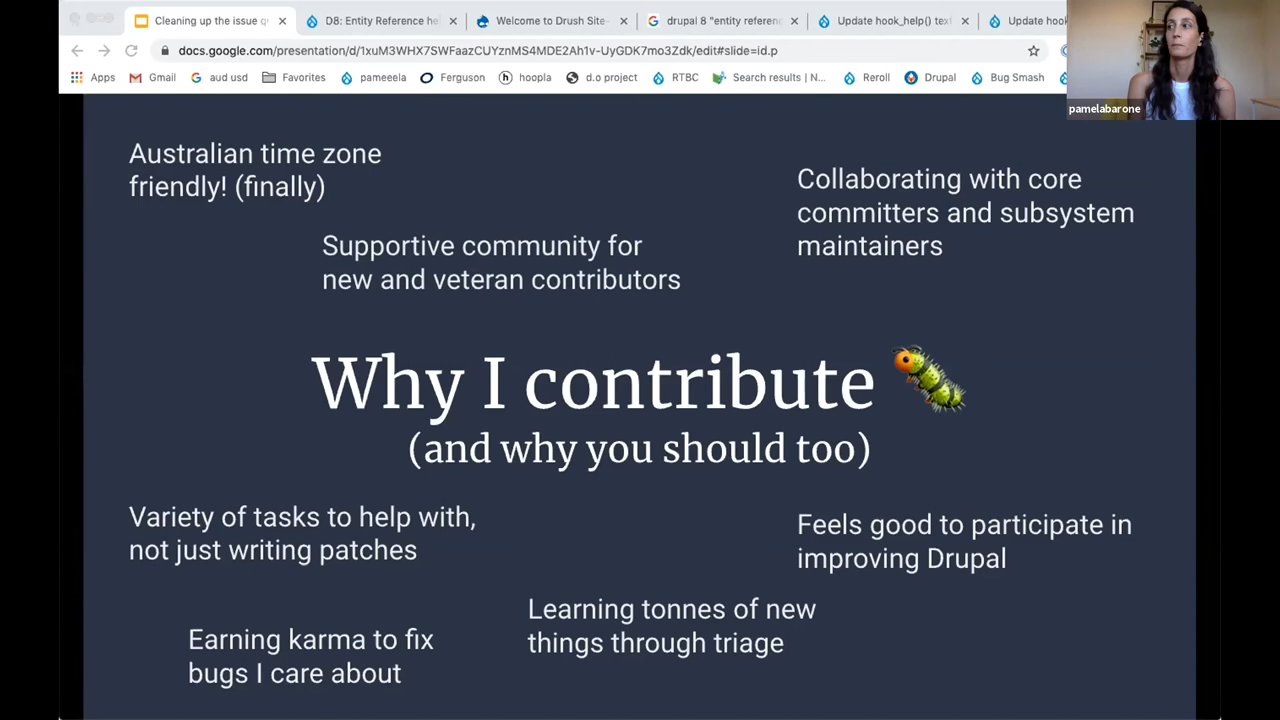 Cleaning up the issue q
D8: Entity Reference he
Welcome to Drush Site-
drupal 8 "entity referenc
Update hook_help() text
Update hook
docs.google.com/presentation/d/1xuM3WHX7SWFaazCUYznMS4MDE2Ah1v-UyGDK7mo3Zdk/edit#slide=id.p
Apps
Gmail
aud usd
Favorites
pameeela
Ferguson
hoopla
d.o project
RTBC
Search results | N...
Reroll
Drupal
Bug Smash
pamelabarone
Australian time zone
friendly! (finally)
Collaborating with core
committers and subsystem
maintainers
Supportive community for
new and veteran contributors
Why I contribute
(and why you should too)
Variety of tasks to help with,
not just writing patches
Feels good to participate in
improving Drupal
Learning tonnes of new
things through triage
Earning karma to fix
bugs I care about